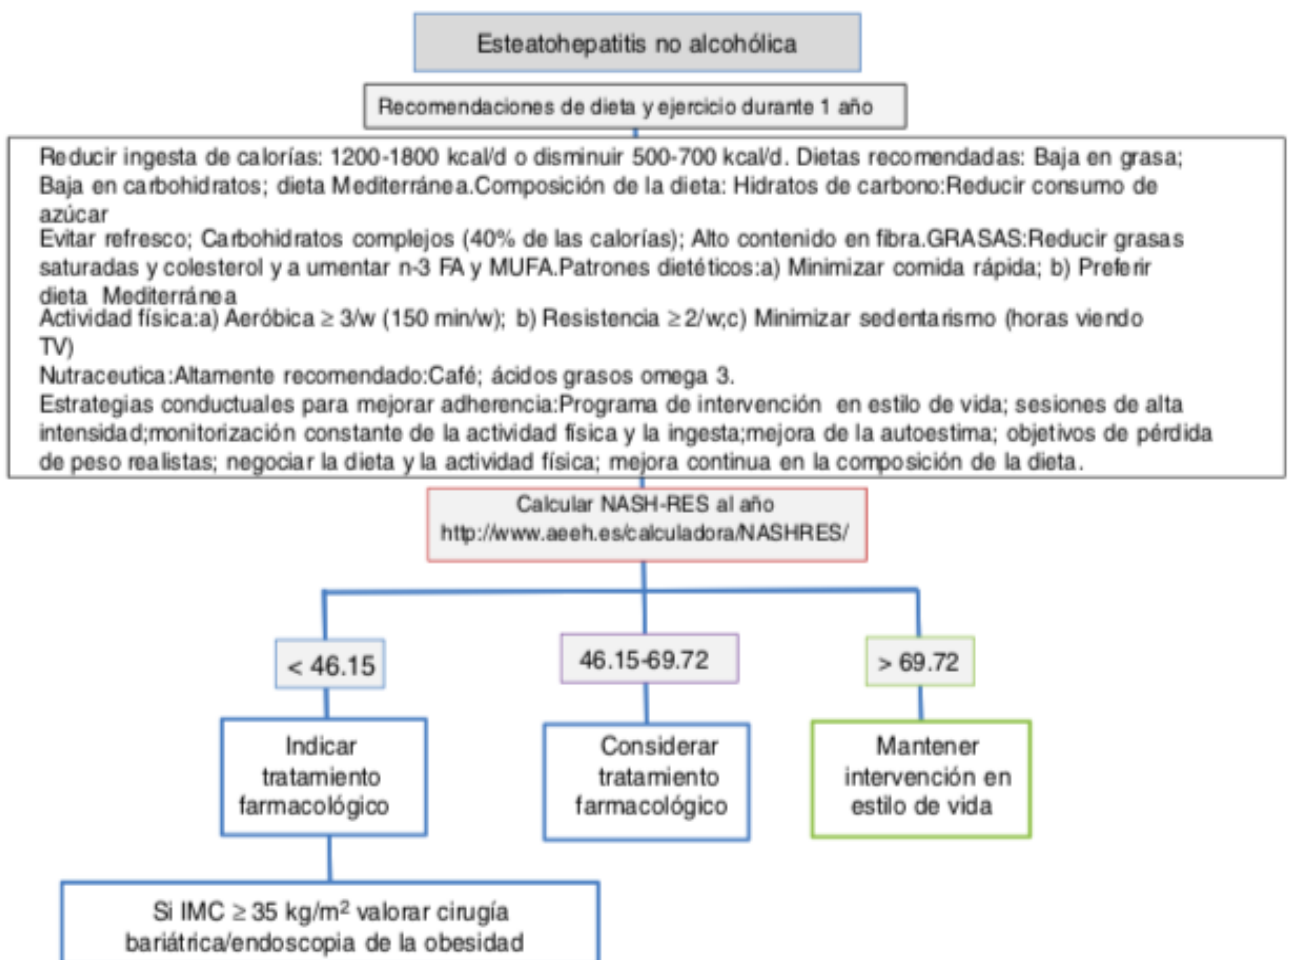 Esteatohepatitis no alcohólica
Recomendaciones de dieta y ejercicio durante 1 año
Reducir ingesta de calorías: 1200-1800 kcal/d o disminuir 500-700 kcal/d. Dietas recomendadas: Baja en grasa;
Baja en carbohidratos; dieta Mediterránea.Composición de la dieta: Hidratos de carbono:Reducir consumo de
azúcar
Evitar refresco; Carbohidratos complejos (40% de las calorías); Alto contenido en fibra.GRASAS:Reducir grasas
saturadas y colesterol y a umentar n-3 FA y MUFA.Patrones dietéticos:a) Minimizar comida rápida; b) Preferir
dieta Mediterránea
Actividad física:a) Aeróbica ≥ 3/w (150 min/w); b) Resistencia ≥2/w;c) Minimizar sedentarismo (horas viendo
TV)
Nutraceutica:Altamente recomendado:Café; ácidos grasos omega 3.
Estrategias conductuales para mejorar adherencia:Programa de intervención en estilo de vida; sesiones de alta
intensidad;monitorización constante de la actividad física y la ingesta;mejora de la autoestima; objetivos de pérdida
de peso realistas; negociar la dieta y la actividad física; mejora continua en la composición de la dieta.
Calcular NASH-RES al año
http://www.aeeh.es/calculadora/NASHRES/
< 46.15
46.15-69.72
> 69.72
Indicar
tratamiento
farmacológico
Considerar
tratamiento
farmacológico
Mantener
intervención en
estilo de vida
Si IMC ≥ 35 kg/m² valorar cirugía
bariátrica/endoscopia de la obesidad